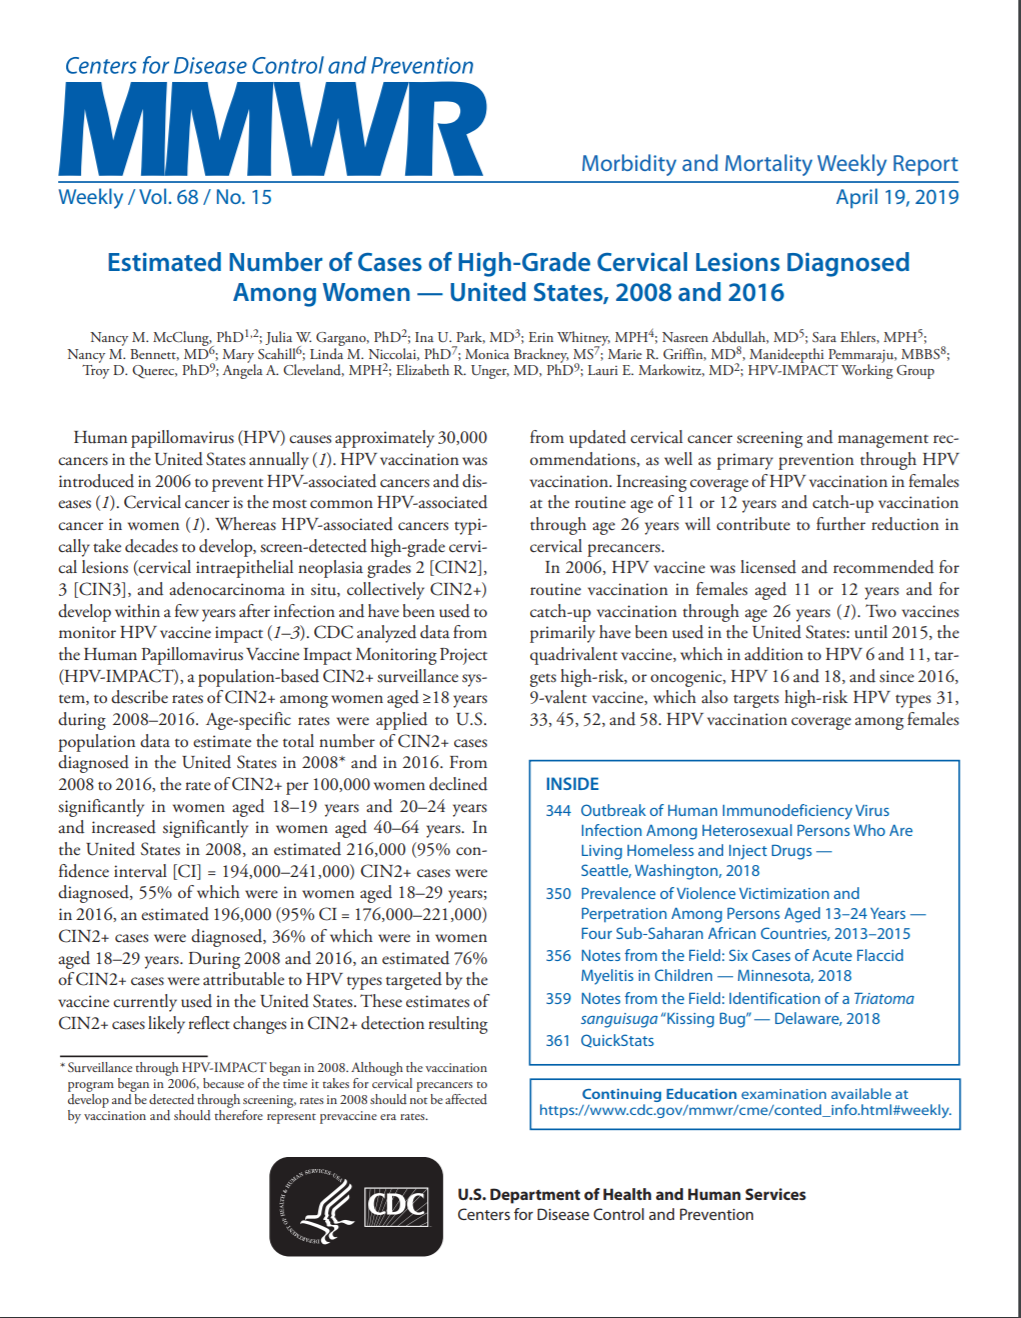 Centers for Disease Control and Prevention
MMWR
Morbidity and Mortality Weekly Report
Weekly / Vol. 68 / No. 15
April 19, 2019
Estimated Number of Cases of High-Grade Cervical Lesions Diagnosed
Among Women — United States, 2008 and 2016
Nancy M. McClung, PhD1,2; Julia W. Gargano, PhD2; Ina U. Park, MD3; Erin Whitney, MPH4; Nasreen Abdullah, MD5; Sara Ehlers, MPH5;
Nancy M. Bennett, MD6; Mary Scahill6; Linda M. Niccolai, PhD7; Monica Brackney, MS7; Marie R. Griffin, MD8, Manideepthi Pemmaraju, MBBS8;
Troy D. Querec, PhD9; Angela A. Cleveland, MPH2; Elizabeth R. Unger, MD, PhD9; Lauri E. Markowitz, MD2; HPV-IMPACT Working Group
Human papillomavirus (HPV) causes approximately 30,000
cancers in the United States annually (1). HPV vaccination was
introduced in 2006 to prevent HPV-associated cancers and dis-
eases (1). Cervical cancer is the most common HPV-associated
cancer in women (1). Whereas HPV-associated cancers typi-
cally take decades to develop, screen-detected high-grade cervi-
cal lesions (cervical intraepithelial neoplasia grades 2 [CIN2],
3 [CIN3], and adenocarcinoma in situ, collectively CIN2+)
develop within a few years after infection and have been used to
monitor HPV vaccine impact (1–3). CDC analyzed data from
the Human Papillomavirus Vaccine Impact Monitoring Project
(HPV-IMPACT), a population-based CIN2+ surveillance sys-
tem, to describe rates of CIN2+ among women aged ≥18 years
during 2008–2016. Age-specific rates were applied to U.S.
population data to estimate the total number of CIN2+ cases
diagnosed in the United States in 2008* and in 2016. From
2008 to 2016, the rate of CIN2+ per 100,000 women declined
significantly in women aged 18–19 years and 20–24 years
and increased significantly in women aged 40–64 years. In
the United States in 2008, an estimated 216,000 (95% con-
fidence interval [CI] = 194,000–241,000) CIN2+ cases were
diagnosed, 55% of which were in women aged 18–29 years;
in 2016, an estimated 196,000 (95% CI = 176,000–221,000)
CIN2+ cases were diagnosed, 36% of which were in women
aged 18–29 years. During 2008 and 2016, an estimated 76%
of CIN2+ cases were attributable to HPV types targeted by the
vaccine currently used in the United States. These estimates of
CIN2+ cases likely reflect changes in CIN2+ detection resulting
* Surveillance through HPV-IMPACT began in 2008. Although the vaccination
program began in 2006, because of the time it takes for cervical precancers to
develop and be detected through screening, rates in 2008 should not be affected
by vaccination and should therefore represent prevaccine era rates.
from updated cervical cancer screening and management rec-
ommendations, as well as primary prevention through HPV
vaccination. Increasing coverage of HPV vaccination in females
at the routine age of 11 or 12 years and catch-up vaccination
through age 26 years will contribute to further reduction in
cervical precancers.
In 2006, HPV vaccine was licensed and recommended for
routine vaccination in females aged 11 or 12 years and for
catch-up vaccination through age 26 years (1). Two vaccines
primarily have been used in the United States: until 2015, the
quadrivalent vaccine, which in addition to HPV 6 and 11, tar-
gets high-risk, or oncogenic, HPV 16 and 18, and since 2016,
9-valent vaccine, which also targets high-risk HPV types 31,
33, 45, 52, and 58. HPV vaccination coverage among females
INSIDE
344 Outbreak of Human Immunodeficiency Virus
Infection Among Heterosexual Persons Who Are
Living Homeless and Inject Drugs —
Seattle, Washington, 2018
350 Prevalence of Violence Victimization and
Perpetration Among Persons Aged 13–24 Years —
Four Sub-Saharan African Countries, 2013–2015
356 Notes from the Field: Six Cases of Acute Flaccid
Myelitis in Children — Minnesota, 2018
359 Notes from the Field: Identification of a Triatoma
sanguisuga “Kissing Bug” — Delaware, 2018
361 QuickStats
Continuing Education examination available at
https://www.cdc.gov/mmwr/cme/conted_info.html#weekly.
DEPARTMENT OF HEALTH & HUMAN SERVICES·USA
CDC
U.S. Department of Health and Human Services
Centers for Disease Control and Prevention